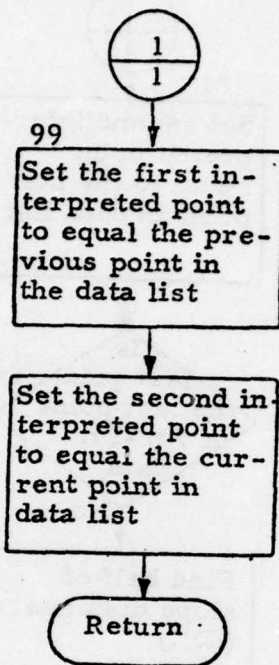 1
1
99
Set the first in-
terpreted point
to equal the pre-
vious point in
the data list
Set the second in-
terpreted point
to equal the cur-
rent point in
data list
Return